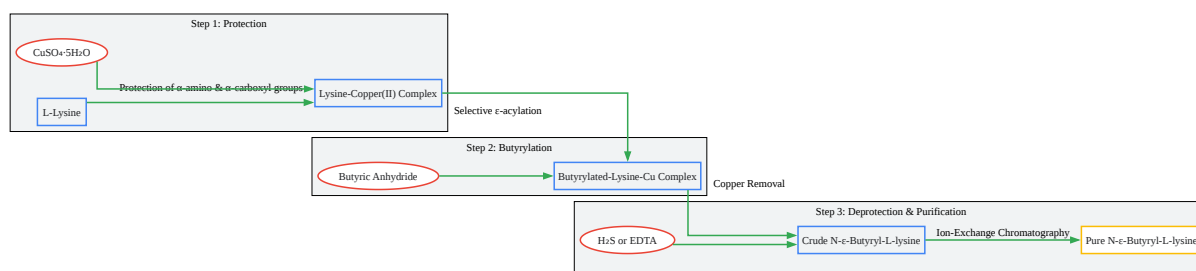 Step 1: Protection
CuSO₄·5H₂O
Protection of α-amino & α-carboxyl groups
Lysine-Copper(II) Complex
L-Lysine
Selective ε-acylation
Step 2: Butyrylation
Butyric Anhydride
Butyrylated-Lysine-Cu Complex
Copper Removal
Step 3: Deprotection & Purification
H₂S or EDTA
Crude N-ε-Butyryl-L-lysine
Ion-Exchange Chromatography
Pure N-ε-Butyryl-L-lysine